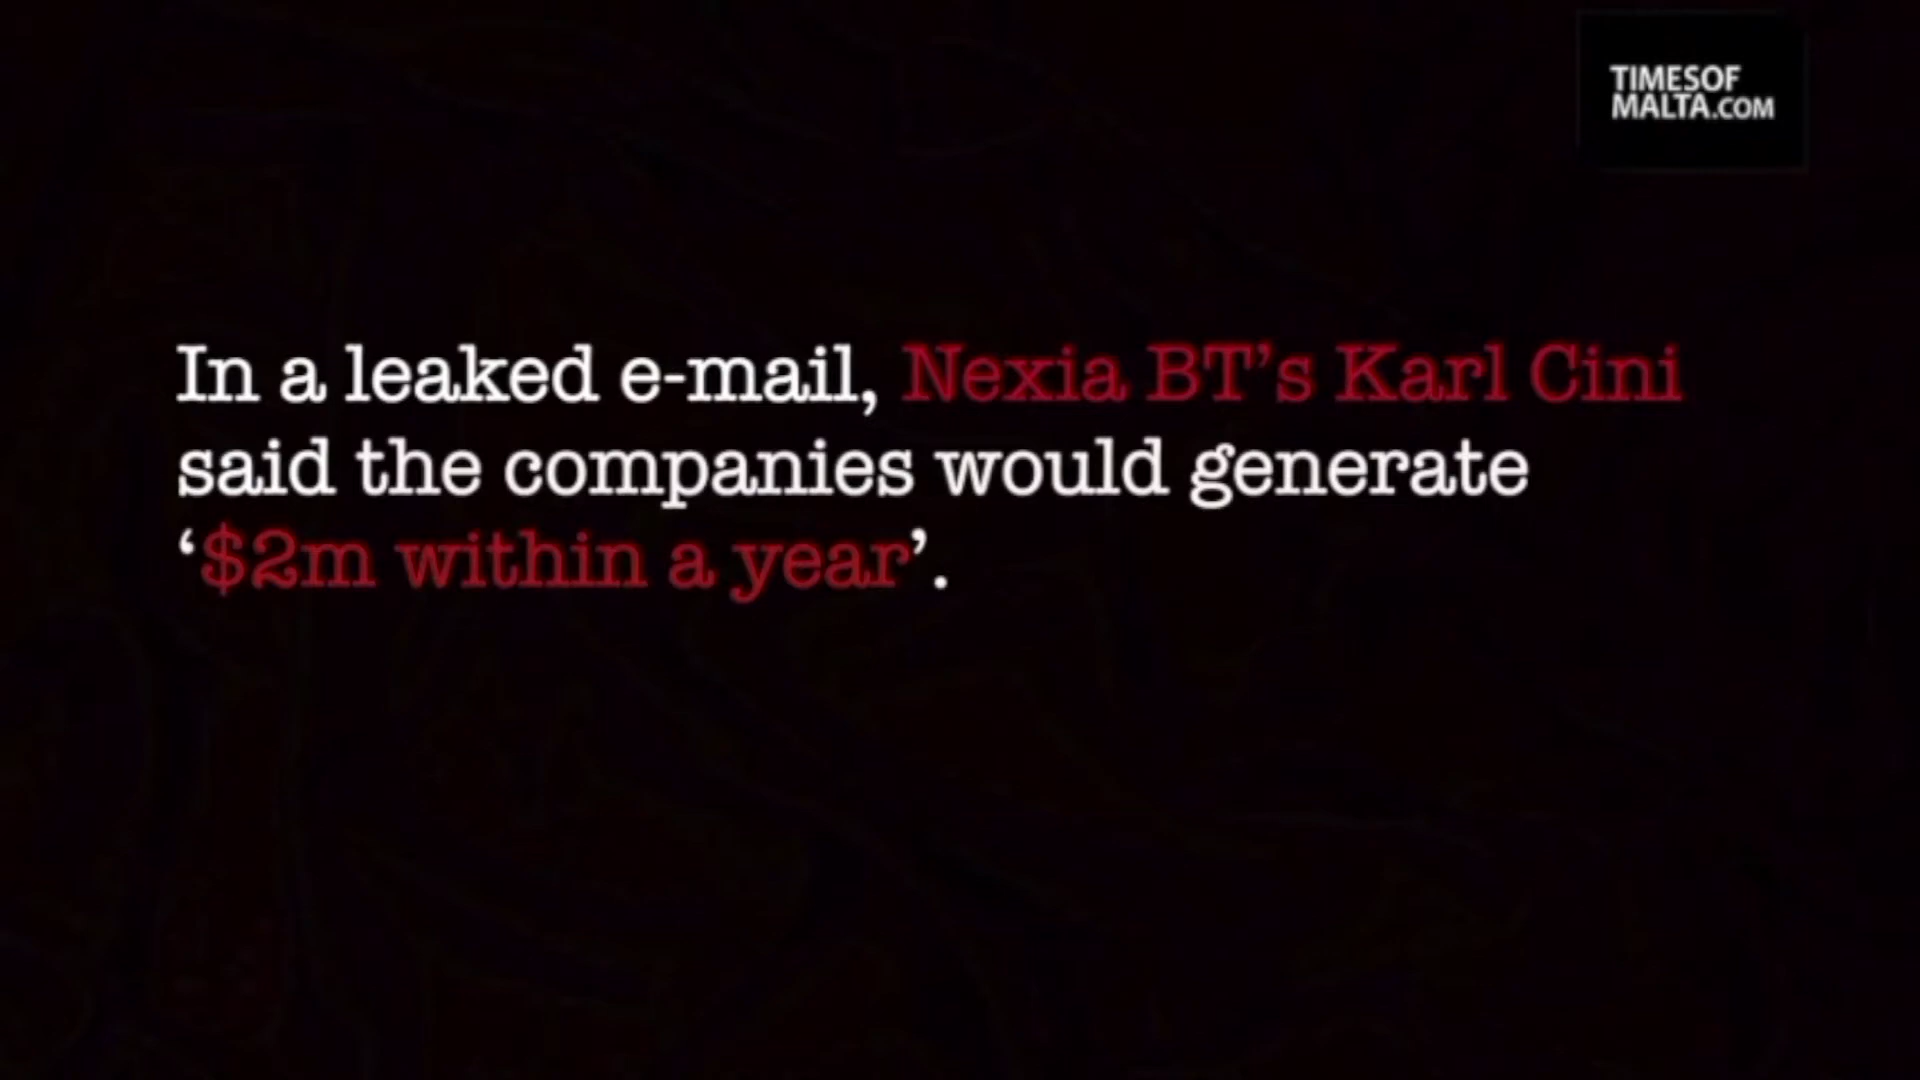 TIMESOF
MALTA.COM
In a leaked e-mail, Nexia BT’s Karl Cini
said the companies would generate
‘$2m within a year’.